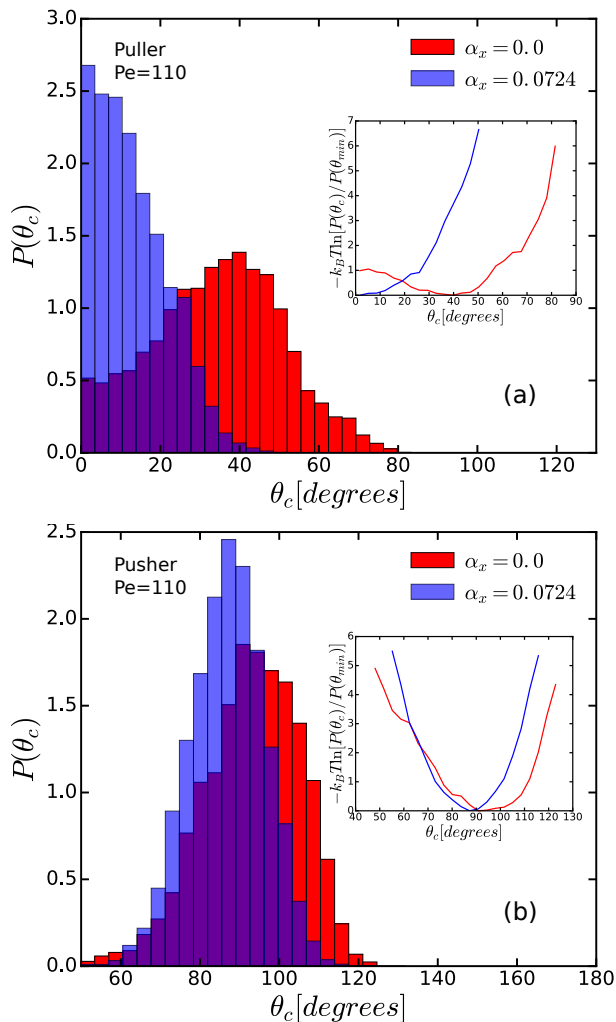 3.0
2.5
2.0
1.5
1.0
0.5
0.0
P(θ_c)
Puller
Pe=110
α_x = 0.0
α_x = 0.0724
7
6
5
4
3
2
1
0
−k_BT ln[P(θ_c)/P(θ_min)]
0 10 20 30 40 50 60 70 80 90
θ_c[degrees]
(a)
0 20 40 60 80 100 120
θ_c[degrees]
2.5
2.0
1.5
1.0
0.5
0.0
P(θ_c)
Pusher
Pe=110
α_x = 0.0
α_x = 0.0724
6
5
4
3
2
1
0
−k_BT ln[P(θ_c)/P(θ_min)]
40 50 60 70 80 90 100 110 120 130
θ_c[degrees]
(b)
60 80 100 120 140 160 180
θ_c[degrees]